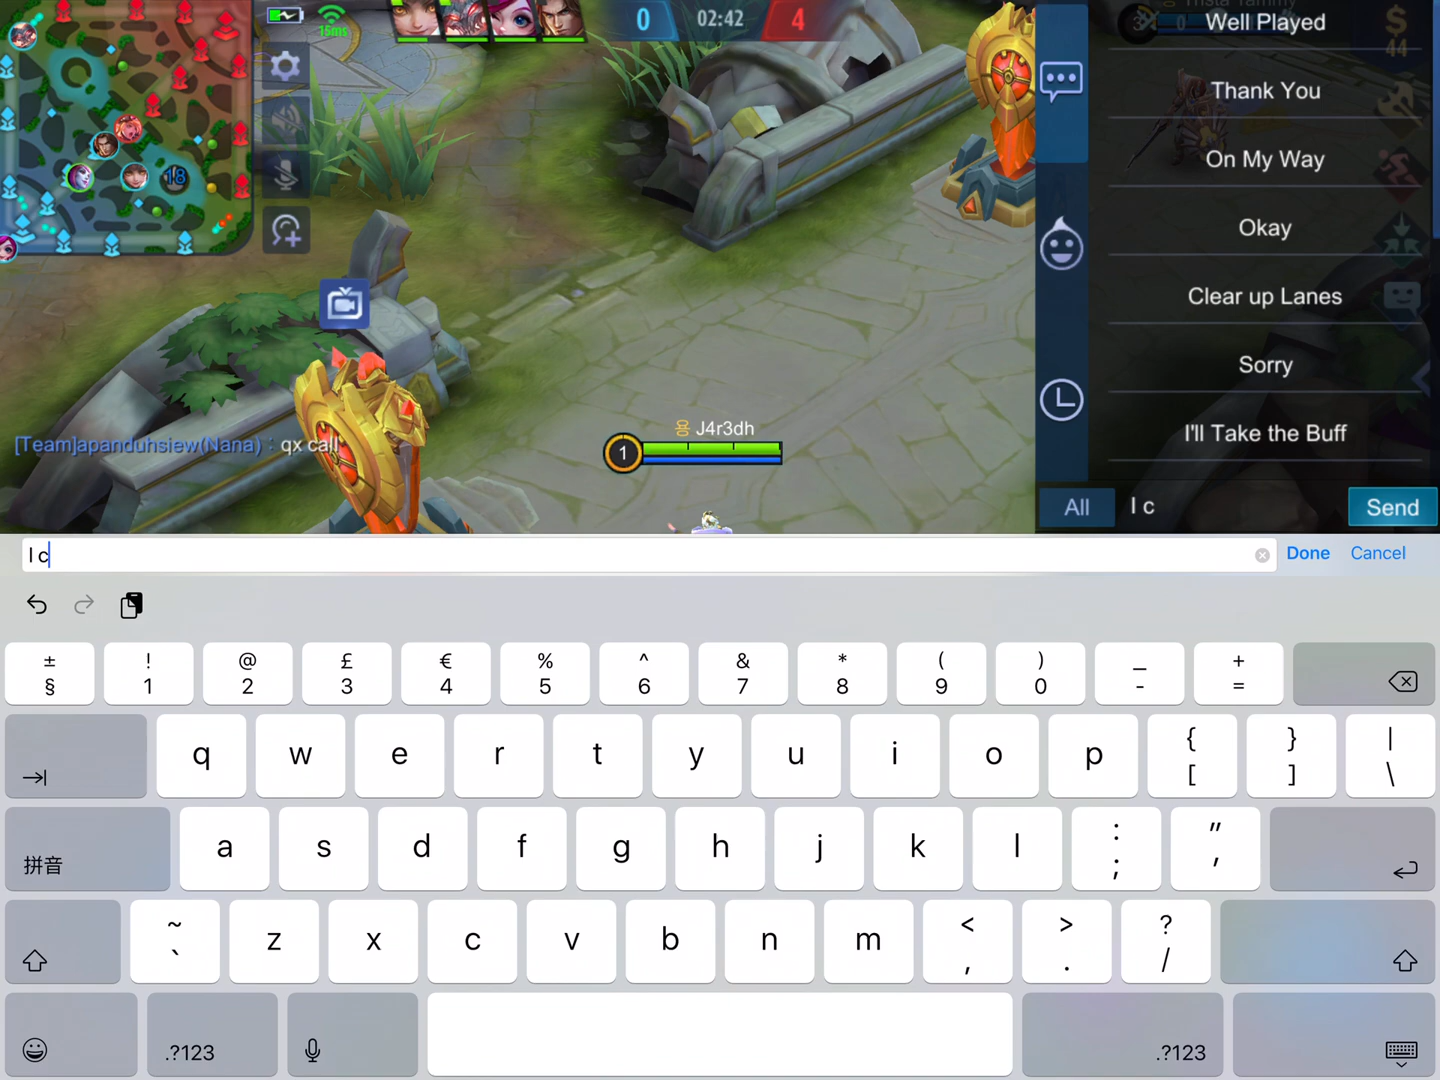 15ms
0
02:42
4
18
Well Played
44
Thank You
On My Way
Okay
Clear up Lanes
Sorry
I'll Take the Buff
[Team]apanduhsiew(Nana) : qx call
J4r3dh
1
All
I c
Send
I c
Done
Cancel
± ! @ £ € % ^ & * ( ) _ +
§ 1 2 3 4 5 6 7 8 9 0 - =
q w e r t y u i o p { } |
[ ] \
拼音 a s d f g h j k l : "
; '
~ z x c v b n m < > ?
` , . /
.?123
.?123